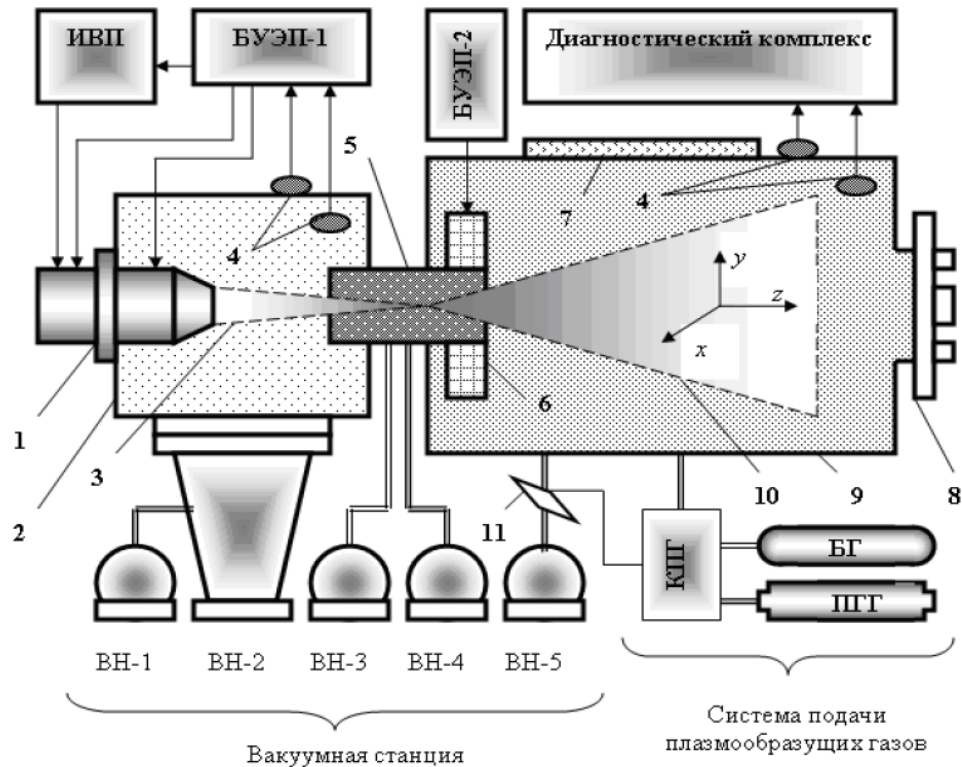 ИВП
БУЭП-1
БУЭП-2
Диагностический комплекс
5
4
7
4
y
z
x
6
1
3
2
11
10
9
8
КПГ
БГ
ПГГ
ВН-1
ВН-2
ВН-3
ВН-4
ВН-5
Вакуумная станция
Система подачи
плазмообразущих газов